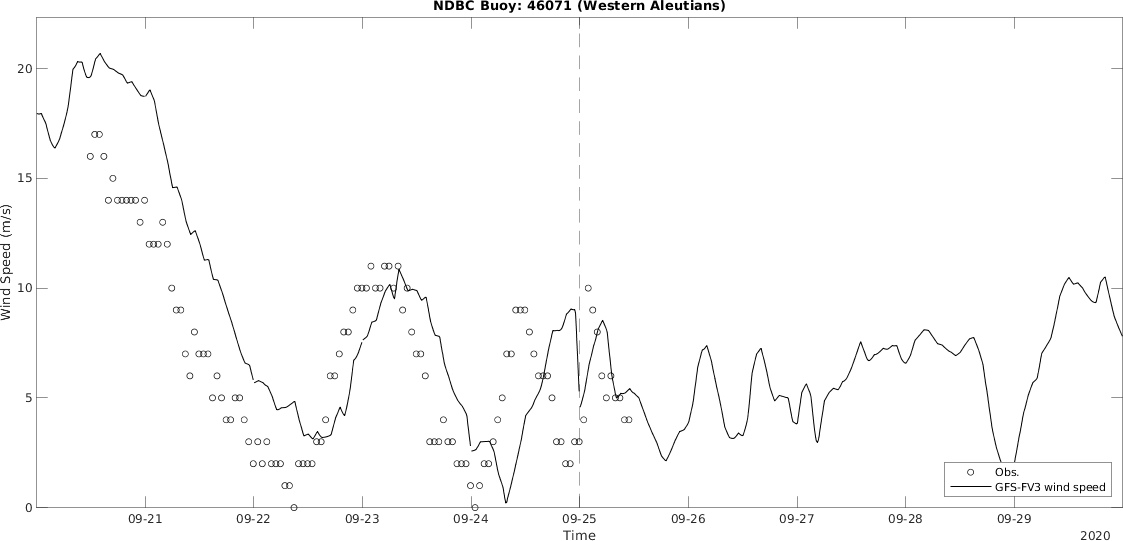 NDBC Buoy: 46071 (Western Aleutians)
Wind Speed (m/s)
20
15
10
5
0
09-21 09-22 09-23 09-24 09-25 09-26 09-27 09-28 09-29
Time
2020
Obs.
GFS-FV3 wind speed